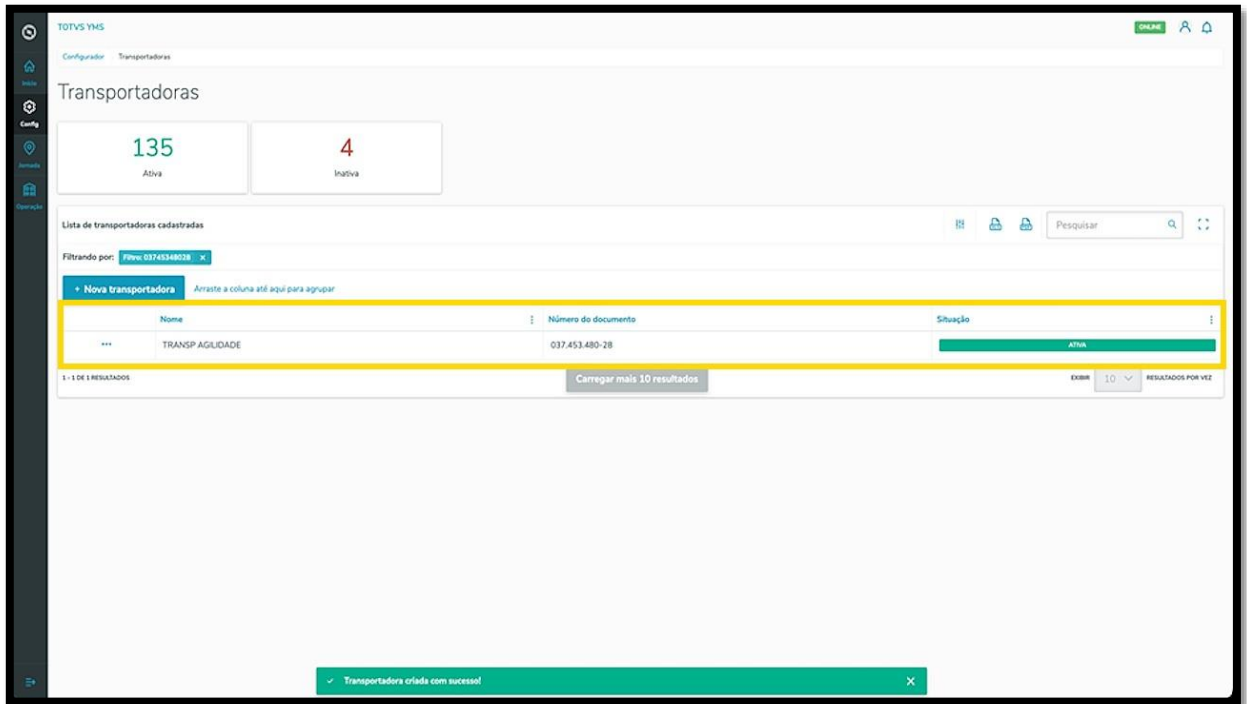 TOTVS YMS
ONLINE
Configurador Transportadoras
Início
Config
Jornada
Operação
Transportadoras
135
Ativa
4
Inativa
Lista de transportadoras cadastradas
Pesquisar
Filtrando por: Filtro: 03745348028 ×
+ Nova transportadora Arraste a coluna até aqui para agrupar
Nome Número do documento Situação
TRANSP AGILIDADE 037.453.480-28 ATIVA
1 - 1 DE 1 RESULTADOS Carregar mais 10 resultados EXIBIR 10 RESULTADOS POR VEZ
Transportadora criada com sucesso!